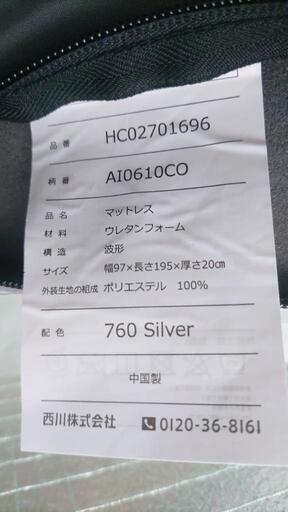 品番 HC02701696
柄番 AI0610CO
品名 マットレス
材料 ウレタンフォーム
構造 波形
サイズ 幅97×長さ195×厚さ20㎝
外装生地の組成 ポリエステル 100%
配色 760 Silver
中国製
西川株式会社 0120-36-8161